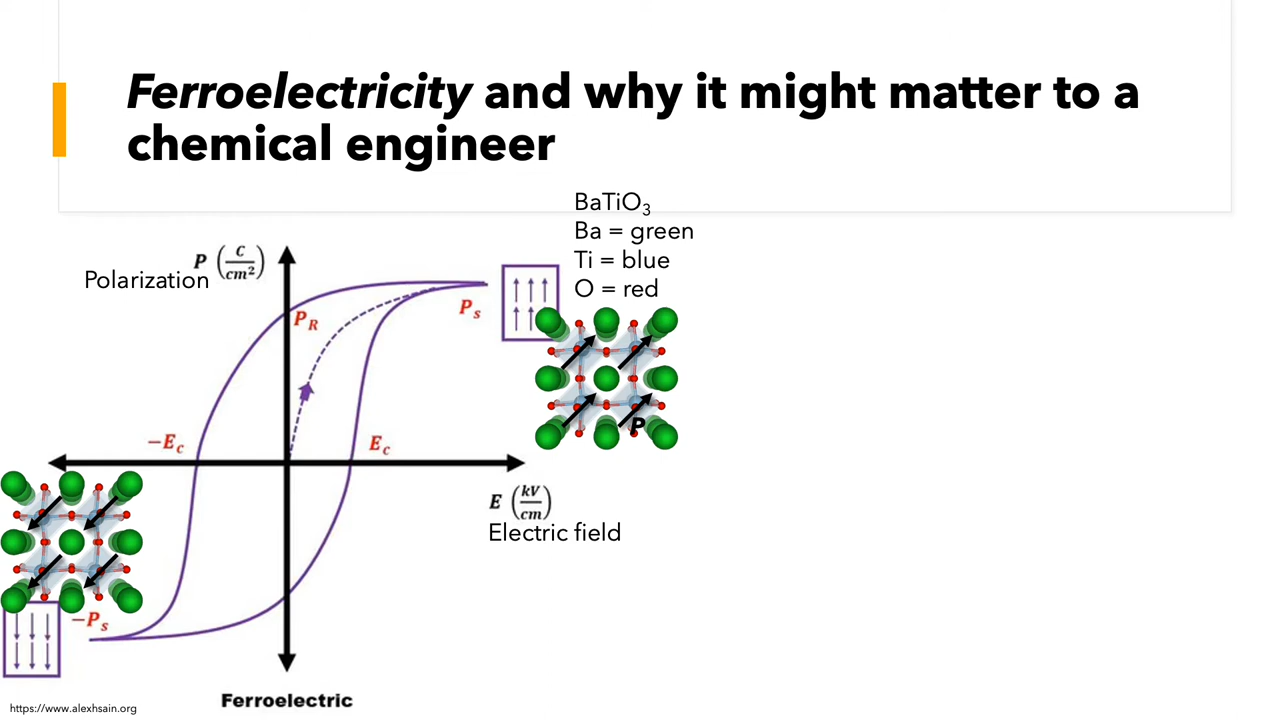 Ferroelectricity and why it might matter to a
chemical engineer
BaTiO₃
Ba = green
Ti = blue
O = red
P (C/cm²)
Polarization
P_R
P_s
P
−E_c
E_c
E (kV/cm)
Electric field
−P_s
Ferroelectric
https://www.alexhsain.org